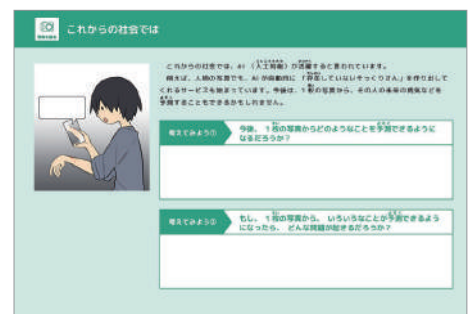 これからの社会では
これからの社会では、AI（人工知能）が活躍すると言われています。
例えば、人物の写真でも、AI が自動的に「存在していないそっくりさん」を作り出して
くれるサービスも始まっています。今後は、1 枚の写真から、その人の未来の病気などを
予測することもできるかもしれません。
考えてみよう①
今後、1枚の写真からどのようなことを予測できるように
なるだろうか？
考えてみよう②
もし、1枚の写真から、いろいろなことが予測できるよう
になったら、どんな問題が起きるだろうか？